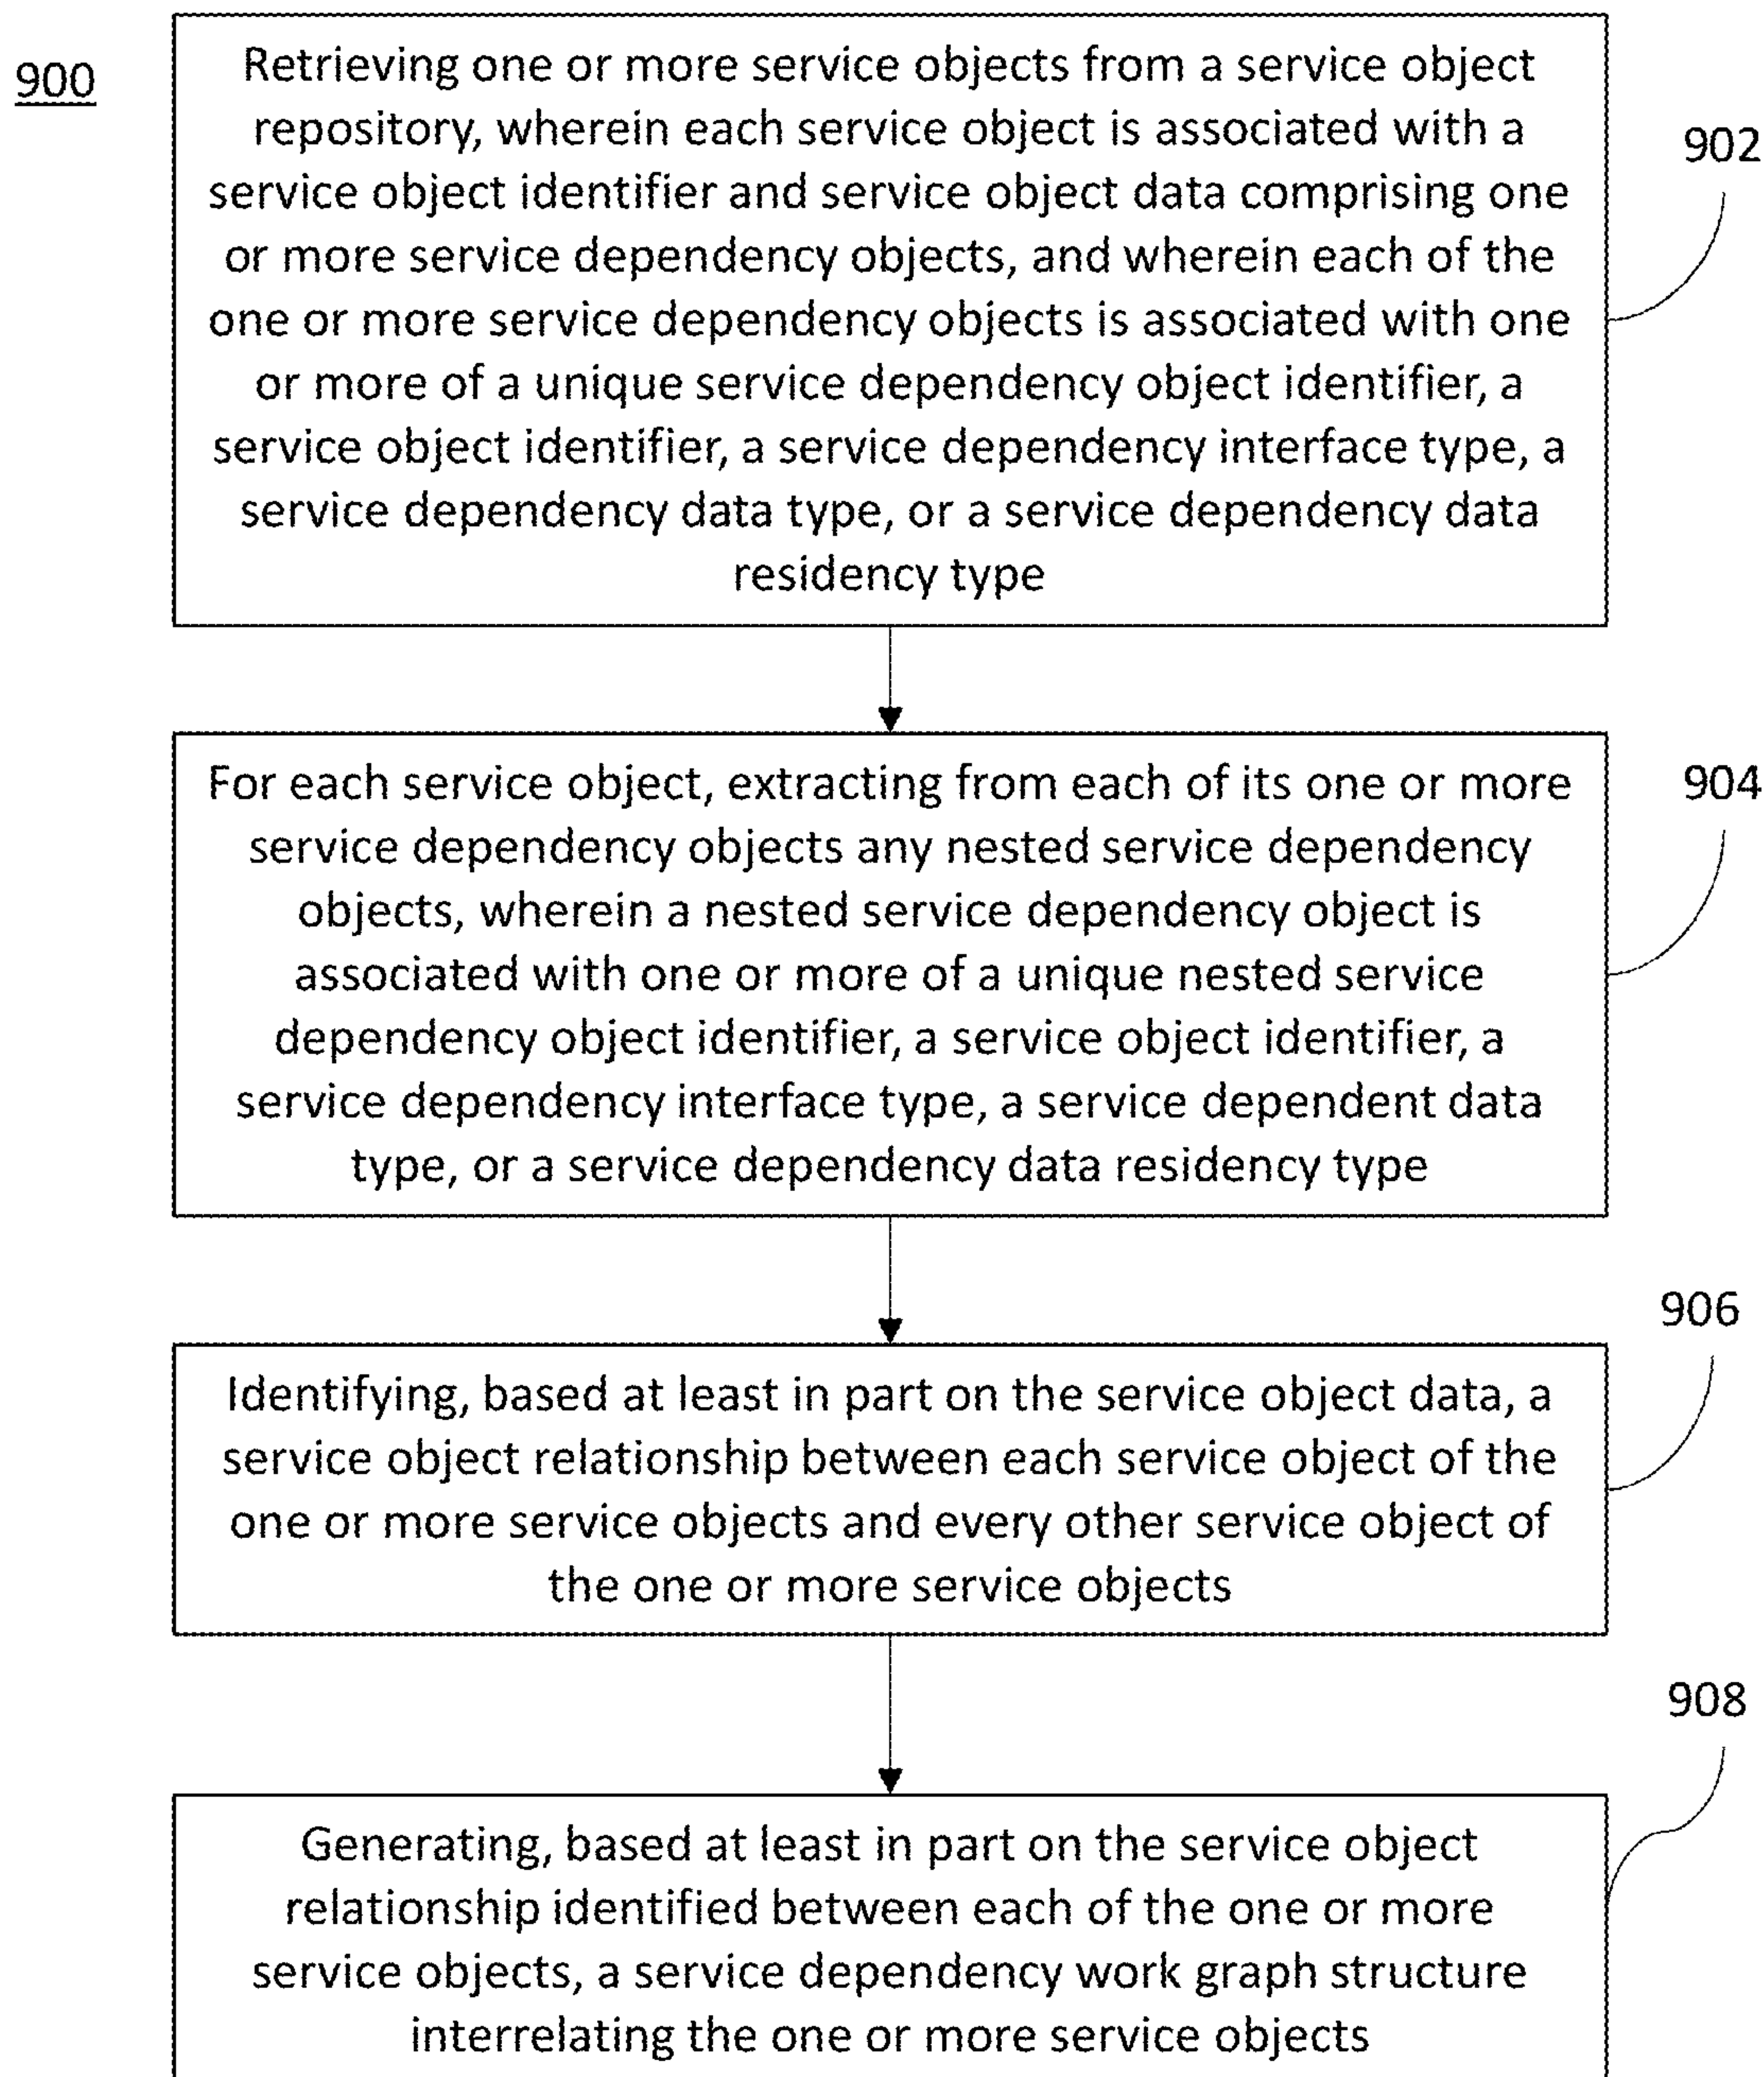 900
Retrieving one or more service objects from a service object
repository, wherein each service object is associated with a
service object identifier and service object data comprising one
or more service dependency objects, and wherein each of the
one or more service dependency objects is associated with one
or more of a unique service dependency object identifier, a
service object identifier, a service dependency interface type, a
service dependency data type, or a service dependency data
residency type
902
For each service object, extracting from each of its one or more
service dependency objects any nested service dependency
objects, wherein a nested service dependency object is
associated with one or more of a unique nested service
dependency object identifier, a service object identifier, a
service dependency interface type, a service dependent data
type, or a service dependency data residency type
904
Identifying, based at least in part on the service object data, a
service object relationship between each service object of the
one or more service objects and every other service object of
the one or more service objects
906
Generating, based at least in part on the service object
relationship identified between each of the one or more
service objects, a service dependency work graph structure
interrelating the one or more service objects
908